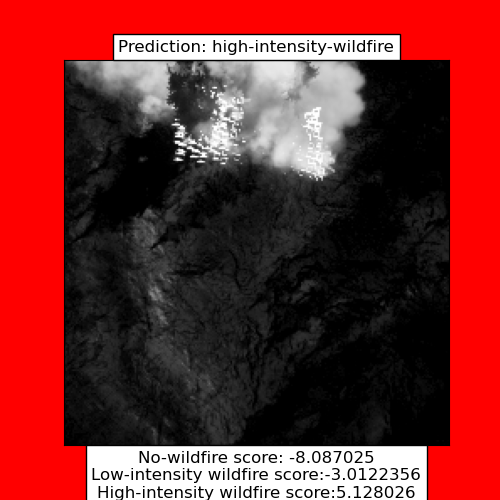 Prediction: high-intensity-wildfire
No-wildfire score: -8.087025
Low-intensity wildfire score:-3.0122356
High-intensity wildfire score:5.128026